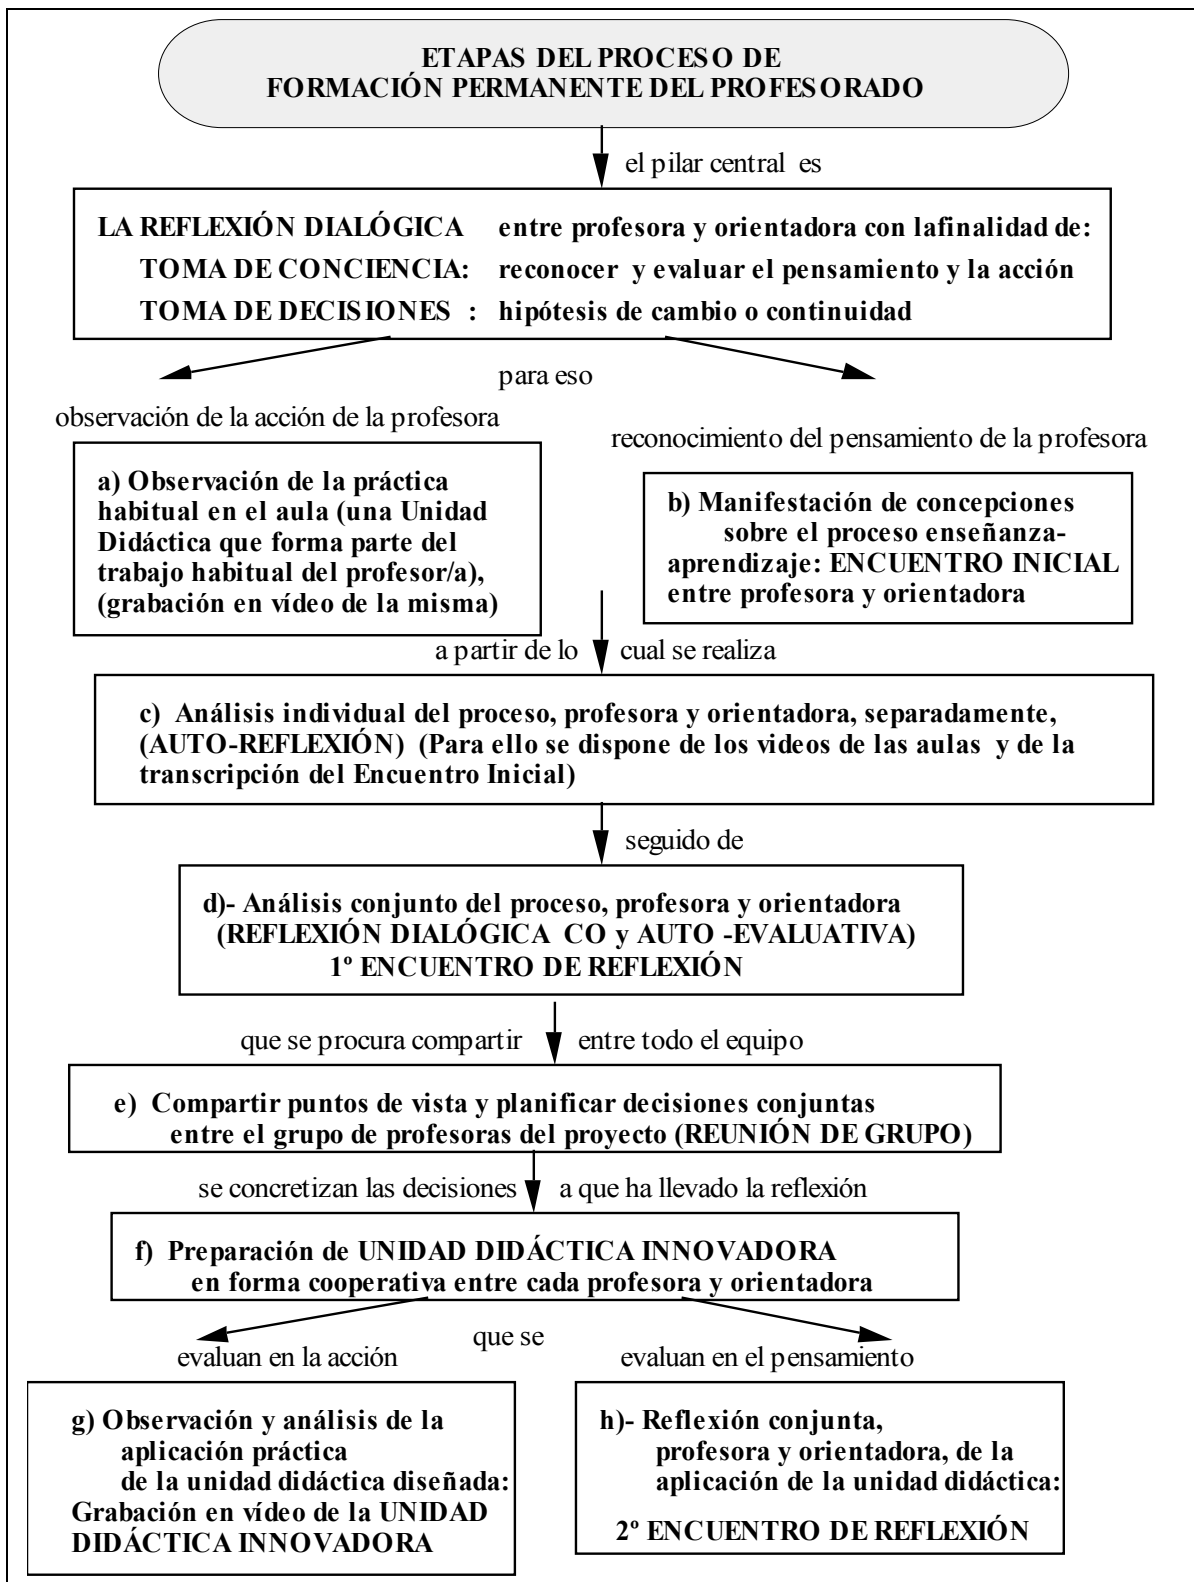 ETAPAS DEL PROCESO DE
FORMACIÓN PERMANENTE DEL PROFESORADO
el pilar central es
LA REFLEXIÓN DIALÓGICA entre profesora y orientadora con lafinalidad de:
TOMA DE CONCIENCIA: reconocer y evaluar el pensamiento y la acción
TOMA DE DECISIONES : hipótesis de cambio o continuidad
para eso
observación de la acción de la profesora
a) Observación de la práctica
habitual en el aula (una Unidad
Didáctica que forma parte del
trabajo habitual del profesor/a),
(grabación en vídeo de la misma)
reconocimiento del pensamiento de la profesora
b) Manifestación de concepciones
sobre el proceso enseñanza-
aprendizaje: ENCUENTRO INICIAL
entre profesora y orientadora
a partir de lo cual se realiza
c) Análisis individual del proceso, profesora y orientadora, separadamente,
(AUTO-REFLEXIÓN) (Para ello se dispone de los videos de las aulas y de la
transcripción del Encuentro Inicial)
seguido de
d)- Análisis conjunto del proceso, profesora y orientadora
(REFLEXIÓN DIALÓGICA CO y AUTO -EVALUATIVA)
1º ENCUENTRO DE REFLEXIÓN
que se procura compartir entre todo el equipo
e) Compartir puntos de vista y planificar decisiones conjuntas
entre el grupo de profesoras del proyecto (REUNIÓN DE GRUPO)
se concretizan las decisiones a que ha llevado la reflexión
f) Preparación de UNIDAD DIDÁCTICA INNOVADORA
en forma cooperativa entre cada profesora y orientadora
que se
evaluan en la acción
g) Observación y análisis de la
aplicación práctica
de la unidad didáctica diseñada:
Grabación en vídeo de la UNIDAD
DIDÁCTICA INNOVADORA
evaluan en el pensamiento
h)- Reflexión conjunta,
profesora y orientadora, de la
aplicación de la unidad didáctica:
2º ENCUENTRO DE REFLEXIÓN